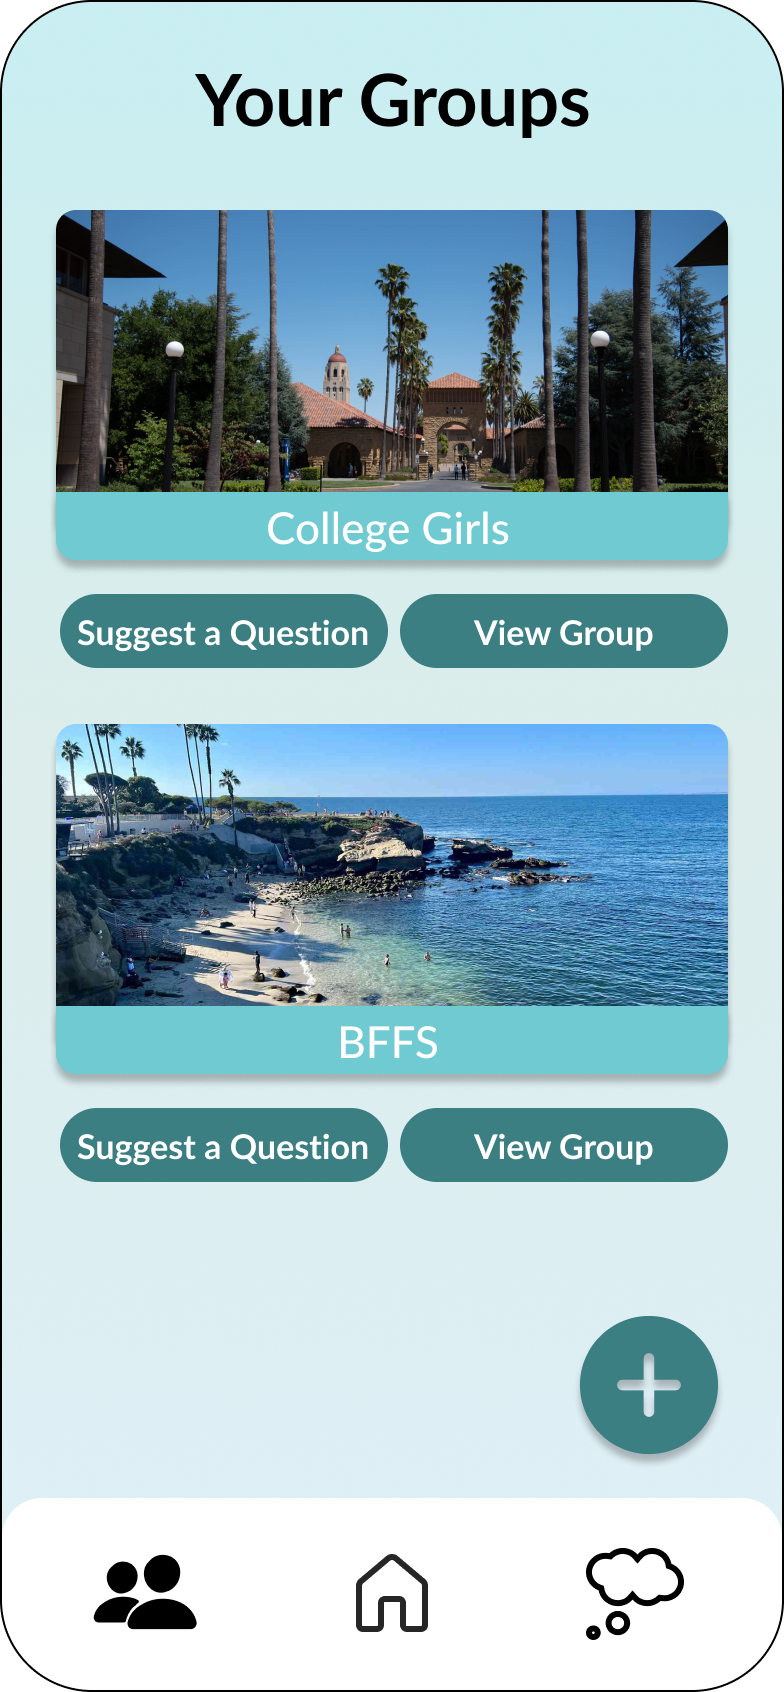 Your Groups
College Girls
Suggest a Question
View Group
BFFS
Suggest a Question
View Group